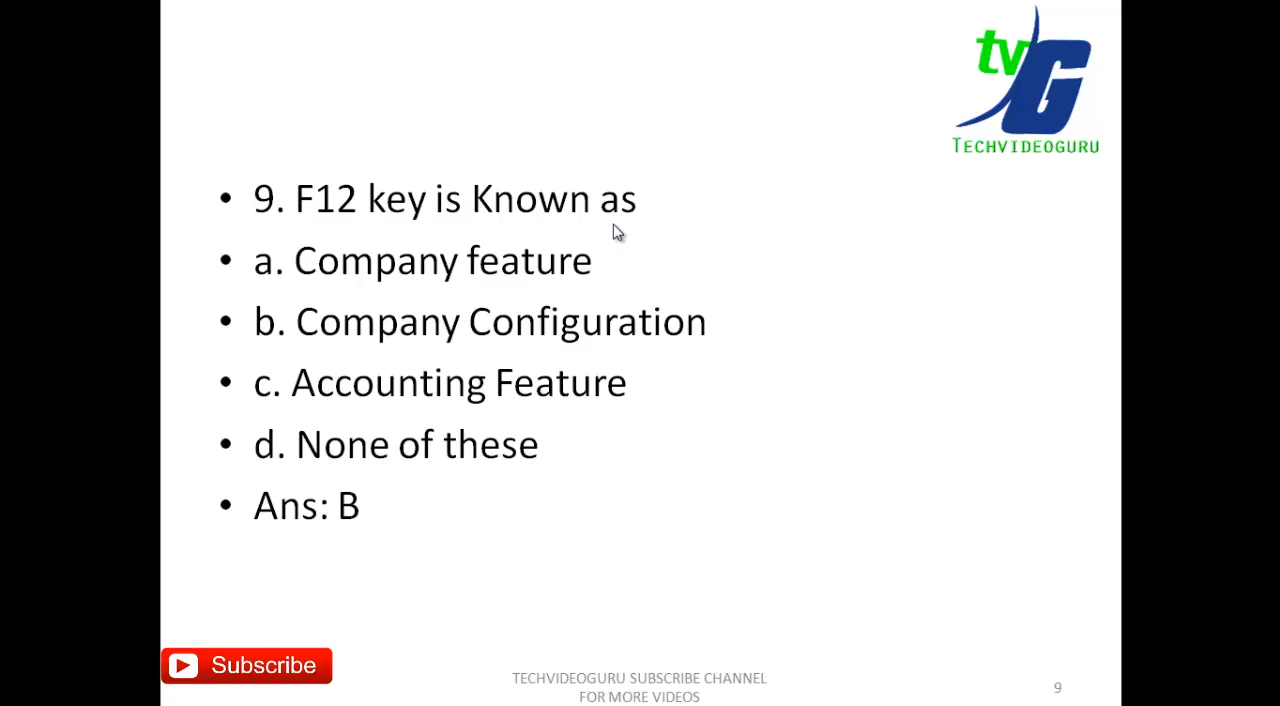 tvG
TECHVIDEOGURU
• 9. F12 key is Known as
• a. Company feature
• b. Company Configuration
• c. Accounting Feature
• d. None of these
• Ans: B
Subscribe
TECHVIDEOGURU SUBSCRIBE CHANNEL
FOR MORE VIDEOS
9